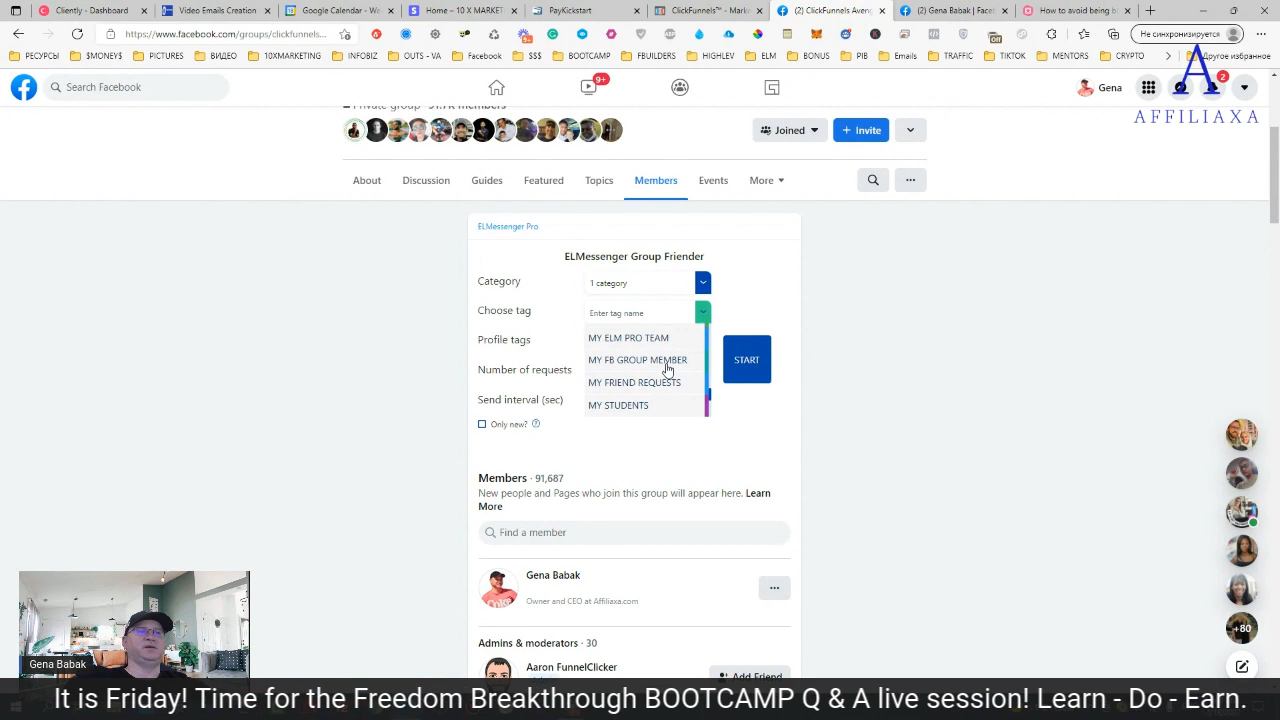 Cliently - Dashboard
Video Emails Creation
Google Calendar - We
Home – 10 X MARKET
PayKickstart
ClickFunnels™ - Mark
(2) ClickFunnels Aveng
(2) Gena Babak | Face
How to avoid being b
https://www.facebook.com/groups/clickfunnels...
Не синхронизируется
РЕСУРСЫ
$MONEY$
PICTURES
ВИДЕО
10XMARKETING
INFOBIZ
OUTS - VA
Facebook
$$$
BOOTCAMP
FBUILDERS
HIGHLEV
ELM
BONUS
PIB
Emails
TRAFFIC
TIKTOK
MENTORS
CRYPTO
Другое избранное
Search Facebook
9+
Gena
2
AFFILIAXA
Private group · 91.7K members
Joined
+ Invite
About
Discussion
Guides
Featured
Topics
Members
Events
More
ELMessenger Pro
ELMessenger Group Friender
Category
1 category
Choose tag
Enter tag name
Profile tags
MY ELM PRO TEAM
MY FB GROUP MEMBER
START
Number of requests
MY FRIEND REQUESTS
Send interval (sec)
MY STUDENTS
Only new?
Members · 91,687
New people and Pages who join this group will appear here. Learn
More
Find a member
Gena Babak
Owner and CEO at Affiliaxa.com
+80
Admins & moderators · 30
Aaron FunnelClicker
Add Friend
Gena Babak
It is Friday! Time for the Freedom Breakthrough BOOTCAMP Q & A live session! Learn - Do - Earn.